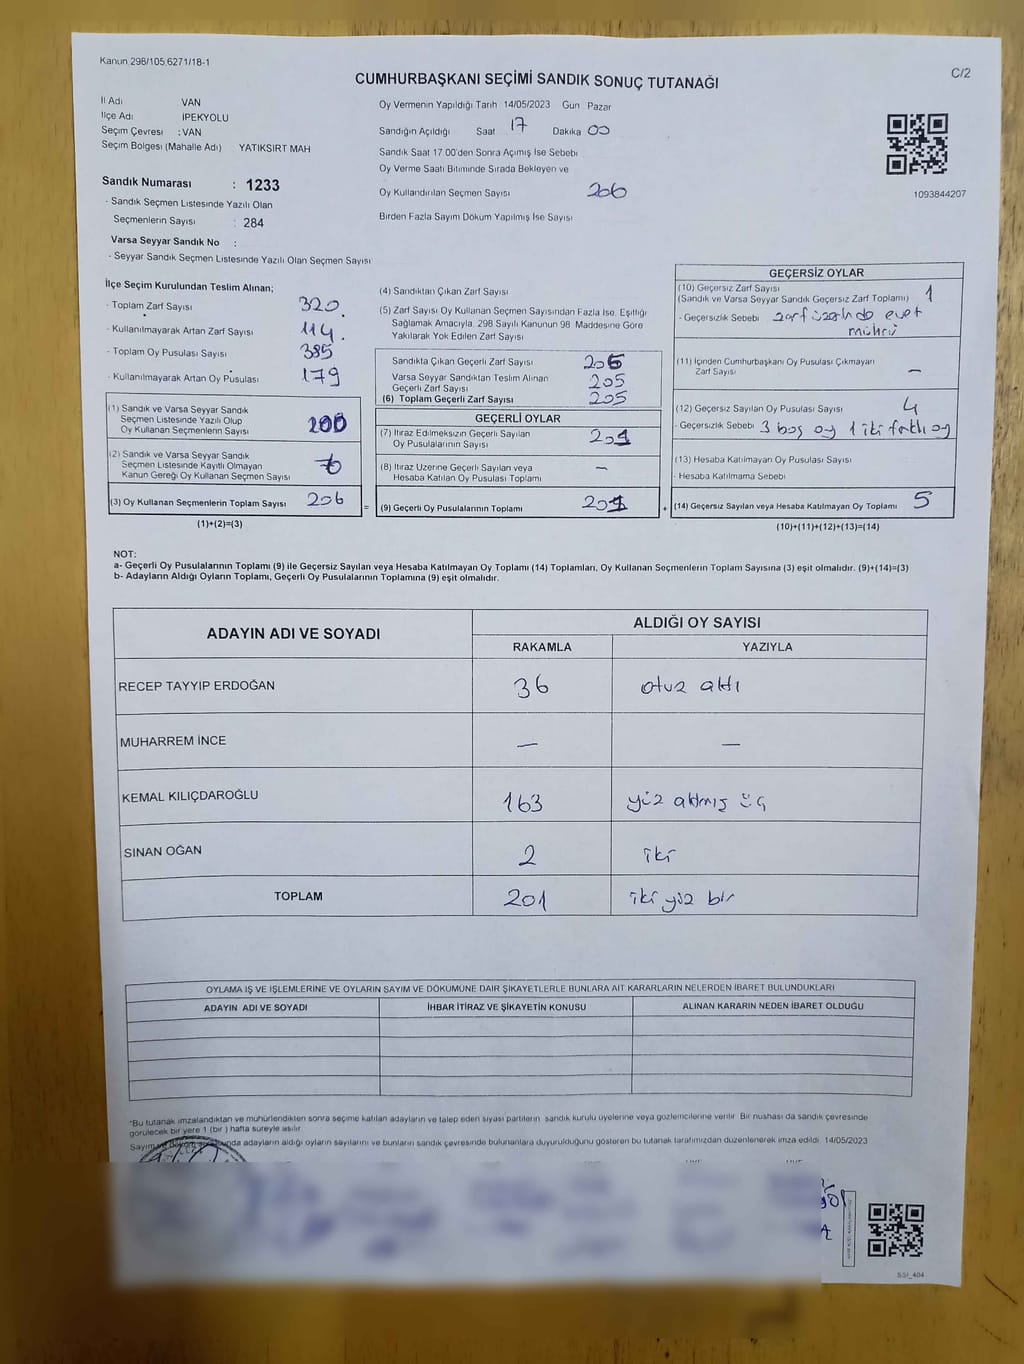 Kanun 298/105 6271/18-1
C/2
CUMHURBAŞKANI SEÇİMİ SANDIK SONUÇ TUTANAĞI
İl Adı VAN
İlçe Adı IPEKYOLU
Seçim Çevresi : VAN
Seçim Bölgesi (Mahalle Adı) YATIKSIRT MAH
Sandık Numarası : 1233
- Sandık Seçmen Listesinde Yazılı Olan
Seçmenlerin Sayısı : 284
Varsa Seyyar Sandık No :
- Seyyar Sandık Seçmen Listesinde Yazılı Olan Seçmen Sayısı
Oy Vermenin Yapıldığı Tarih 14/05/2023 Gün Pazar
Sandığın Açıldığı Saat 17 Dakika 00
Sandık Saat 17 00'den Sonra Açımış İse Sebebi
Oy Verme Saati Bitiminde Sırada Bekleyen ve
Oy Kullandırılan Seçmen Sayısı 206
Birden Fazla Sayım Döküm Yapılmış İse Sayısı
1093844207
İlçe Seçim Kurulundan Teslim Alınan;
- Toplam Zarf Sayısı 320
- Kullanılmayarak Artan Zarf Sayısı 114
- Toplam Oy Pusulası Sayısı 385
- Kullanılmayarak Artan Oy Pusulası 179
(1) Sandık ve Varsa Seyyar Sandık
Seçmen Listesinde Yazılı Olup
Oy Kullanan Seçmenlerin Sayısı
(2) Sandık ve Varsa Seyyar Sandık
Seçmen Listesinde Kayıtlı Olmayan
Kanun Gereği Oy Kullanan Seçmen Sayısı
(3) Oy Kullanan Seçmenlerin Toplam Sayısı 206
(1)+(2)=(3)
=
(4) Sandıktan Çıkan Zarf Sayısı
(5) Zarf Sayısı Oy Kullanan Seçmen Sayısından Fazla İse, Eşitliği
Sağlamak Amacıyla, 298 Sayılı Kanunun 98 Maddesine Göre
Yakılarak Yok Edilen Zarf Sayısı
Sandıkta Çıkan Geçerli Zarf Sayısı 205
Varsa Seyyar Sandıktan Teslim Alınan
Geçerli Zarf Sayısı 205
(6) Toplam Geçerli Zarf Sayısı 205
GEÇERLİ OYLAR
(7) İtiraz Edilmeksizin Geçerli Sayılan
Oy Pusulasının Sayısı 201
(8) İtiraz Üzerine Geçerli Sayılan veya
Hesaba Katılan Oy Pusulası Toplamı —
(9) Geçerli Oy Pusulalarının Toplamı 201
+
GEÇERSİZ OYLAR
(10) Geçersiz Zarf Sayısı
(Sandık ve Varsa Seyyar Sandık Geçersiz Zarf Toplamı) 1
- Geçersizlik Sebebi zarf üzerinde evet
mührü
(11) İçinden Cumhurbaşkanı Oy Pusulası Çıkmayan
Zarf Sayısı —
(12) Geçersiz Sayılan Oy Pusulası Sayısı 4
- Geçersizlik Sebebi 3 boş oy 1 iki farklı oy
(13) Hesaba Katılmayan Oy Pusulası Sayısı
- Hesaba Katılmama Sebebi
(14) Geçersiz Sayılan veya Hesaba Katılmayan Oy Toplamı 5
(10)+(11)+(12)+(13)=(14)
NOT:
a- Geçerli Oy Pusulalarının Toplamı (9) ile Geçersiz Sayılan veya Hesaba Katılmayan Oy Toplamı (14) Toplamları, Oy Kullanan Seçmenlerin Toplam Sayısına (3) eşit olmalıdır. (9)+(14)=(3)
b- Adayların Aldığı Oyların Toplamı, Geçerli Oy Pusulalarının Toplamına (9) eşit olmalıdır.
ADAYIN ADI VE SOYADI
ALDIĞI OY SAYISI
RAKAMLA YAZIYLA
RECEP TAYYIP ERDOĞAN 36 otuz altı
MUHARREM İNCE — —
KEMAL KILIÇDAROĞLU 163 yüz altmış üç
SINAN OĞAN 2 iki
TOPLAM 201 iki yüz bir
OYLAMA İŞ VE İŞLEMLERİNE VE OYLARIN SAYIM VE DÖKÜMÜNE DAİR ŞİKAYETLERLE BUNLARA AİT KARARLARIN NELERDEN İBARET BULUNDUKLARI
ADAYIN ADI VE SOYADI İHBAR İTİRAZ VE ŞİKAYETİN KONUSU ALINAN KARARIN NEDEN İBARET OLDUĞU
*Bu tutanak imzalandıktan ve mühürlendikten sonra seçime katılan adayların ve talep eden siyasi partilerin sandık kurulu üyelerine veya gözlemcilerine verilir. Bir nüshası da sandık çevresinde
görülecek bir yere 1 (bir ) hafta süreyle asılır.
adayların aldığı oyların sayılarını ve bunların sandık çevresinde bulunanlara duyurulduğunu gösteren bu tutanak tarafımızdan düzenlenerek imza edildi. 14/05/2023
SSI_404